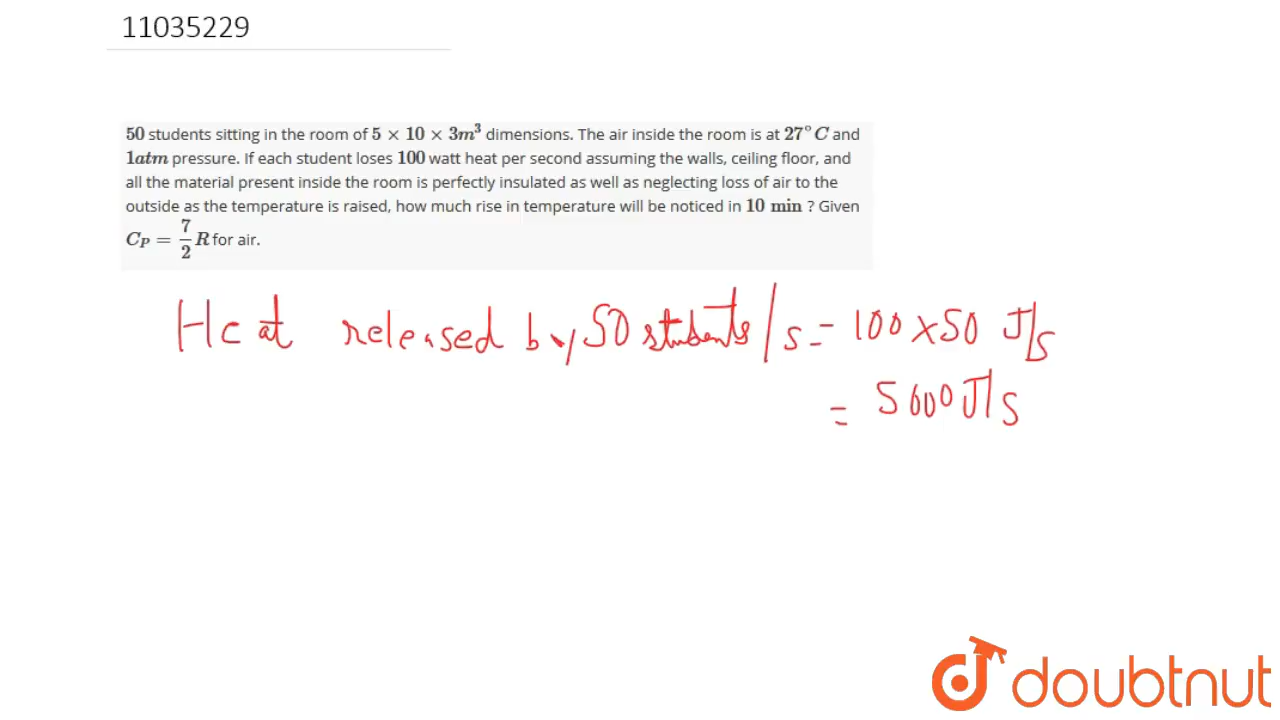 11035229
50 students sitting in the room of 5 × 10 × 3m³ dimensions. The air inside the room is at 27°C and
1atm pressure. If each student loses 100 watt heat per second assuming the walls, ceiling floor, and
all the material present inside the room is perfectly insulated as well as neglecting loss of air to the
outside as the temperature is raised, how much rise in temperature will be noticed in 10 min ? Given
C_P = 7/2 R for air.
Heat released by 50 students/s = 100 × 50 J/s
= 5000 J/s
doubtnut